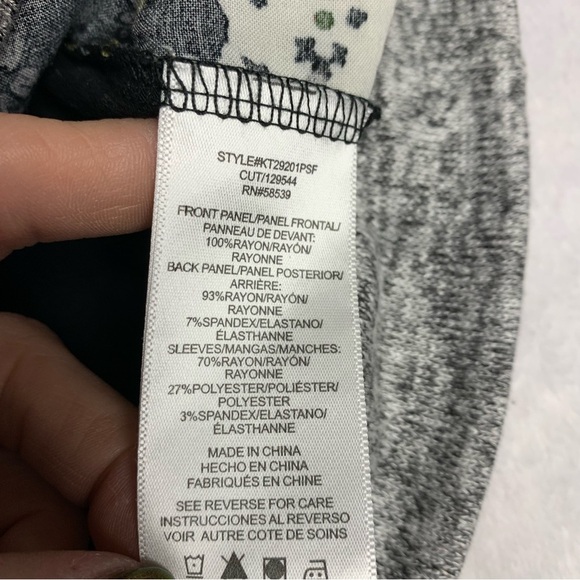 STYLE#KT29201PSF
CUT/129544
RN#58539
FRONT PANEL/PANEL FRONTAL/
PANNEAU DE DEVANT:
100%RAYON/RAYÓN/
RAYONNE
BACK PANEL/PANEL POSTERIOR/
ARRIÈRE:
93%RAYON/RAYÓN/
RAYONNE
7%SPANDEX/ELASTANO/
ÉLASTHANNE
SLEEVES/MANGAS/MANCHES:
70%RAYON/RAYÓN/
RAYONNE
27%POLYESTER/POLIÉSTER/
POLYESTER
3%SPANDEX/ELASTANO/
ÉLASTHANNE
MADE IN CHINA
HECHO EN CHINA
FABRIQUÉS EN CHINE
SEE REVERSE FOR CARE
INSTRUCCIONES AL REVERSO
VOIR AUTRE COTE DE SOINS